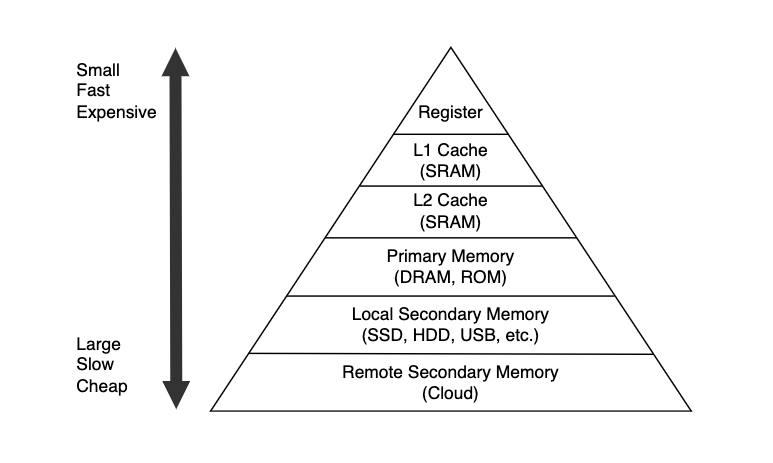 Small
Fast
Expensive
Register
L1 Cache
(SRAM)
L2 Cache
(SRAM)
Primary Memory
(DRAM, ROM)
Local Secondary Memory
(SSD, HDD, USB, etc.)
Large
Slow
Cheap
Remote Secondary Memory
(Cloud)